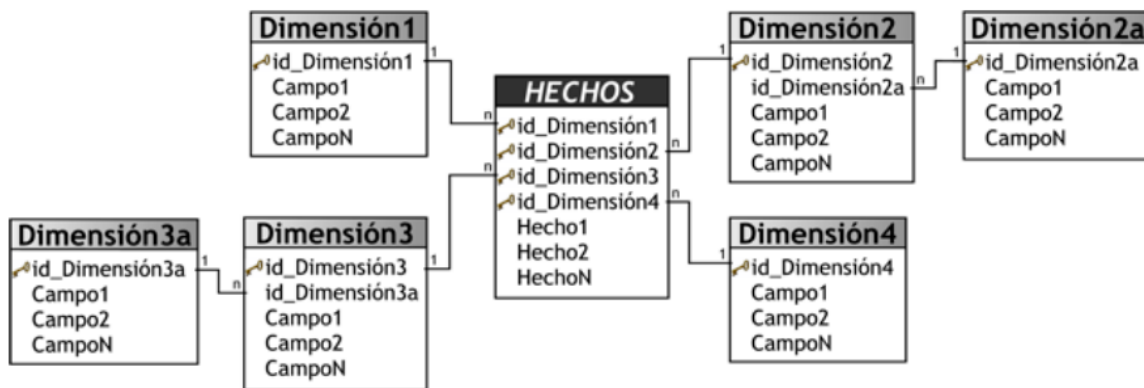 Dimensión1
id_Dimensión1
Campo1
Campo2
CampoN
1
n
HECHOS
id_Dimensión1
id_Dimensión2
id_Dimensión3
id_Dimensión4
Hecho1
Hecho2
HechoN
n
n
n
Dimensión2
id_Dimensión2
id_Dimensión2a
Campo1
Campo2
CampoN
1
n
Dimensión2a
id_Dimensión2a
Campo1
Campo2
CampoN
1
Dimensión3a
id_Dimensión3a
Campo1
Campo2
CampoN
1
n
Dimensión3
id_Dimensión3
id_Dimensión3a
Campo1
Campo2
CampoN
1
Dimensión4
id_Dimensión4
Campo1
Campo2
CampoN
1